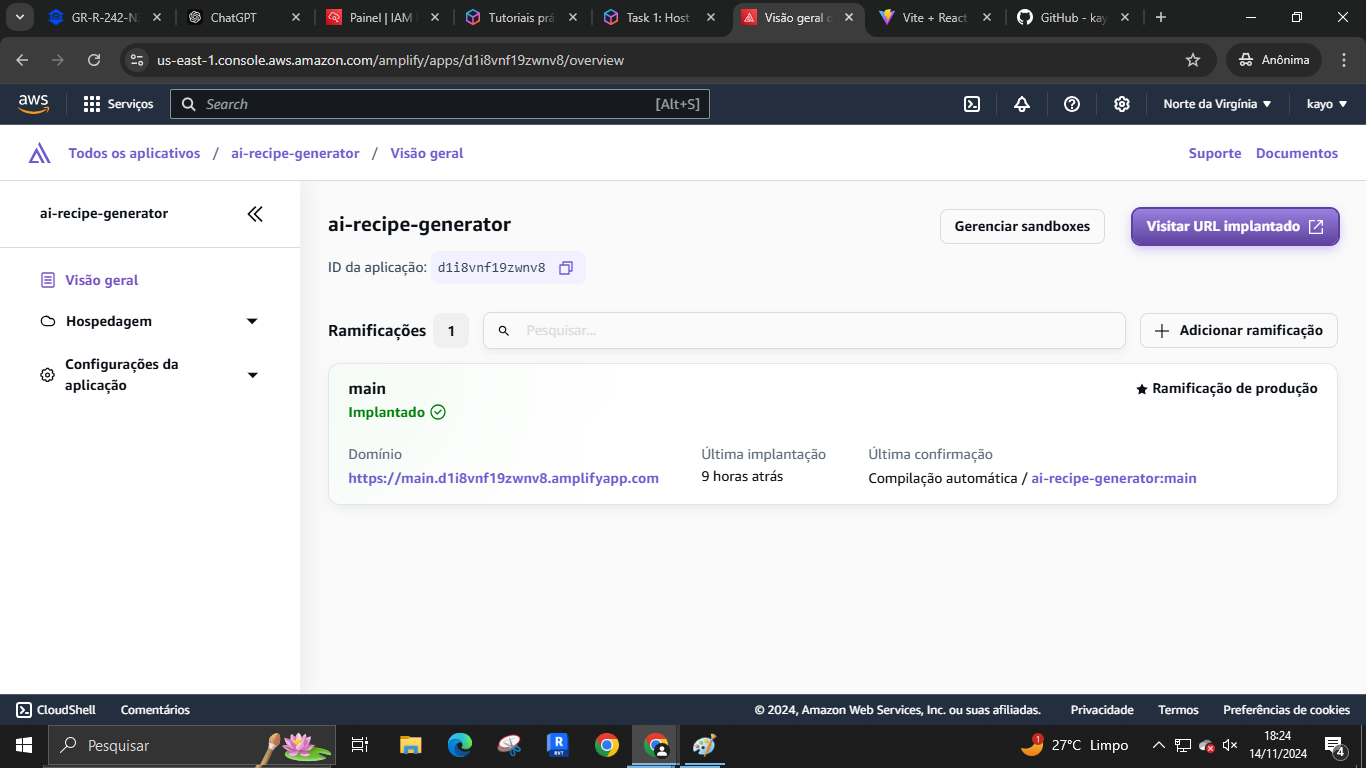 GR-R-242-N
ChatGPT
Painel | IAM
Tutoriais prá
Task 1: Host
Visão geral
Vite + React
GitHub - kay
us-east-1.console.aws.amazon.com/amplify/apps/d1i8vnf19zwnv8/overview
Anônima
aws
Serviços
Search
[Alt+S]
Norte da Virgínia
kayo
Todos os aplicativos / ai-recipe-generator / Visão geral
Suporte
Documentos
ai-recipe-generator
Visão geral
Hospedagem
Configurações da
aplicação
ai-recipe-generator
Gerenciar sandboxes
Visitar URL implantado
ID da aplicação: d1i8vnf19zwnv8
Ramificações 1
Pesquisar...
Adicionar ramificação
main
Ramificação de produção
Implantado
Domínio
Última implantação
Última confirmação
https://main.d1i8vnf19zwnv8.amplifyapp.com
9 horas atrás
Compilação automática / ai-recipe-generator:main
CloudShell
Comentários
© 2024, Amazon Web Services, Inc. ou suas afiliadas.
Privacidade
Termos
Preferências de cookies
Pesquisar
R
RVT
1
27°C Limpo
18:24
14/11/2024
4